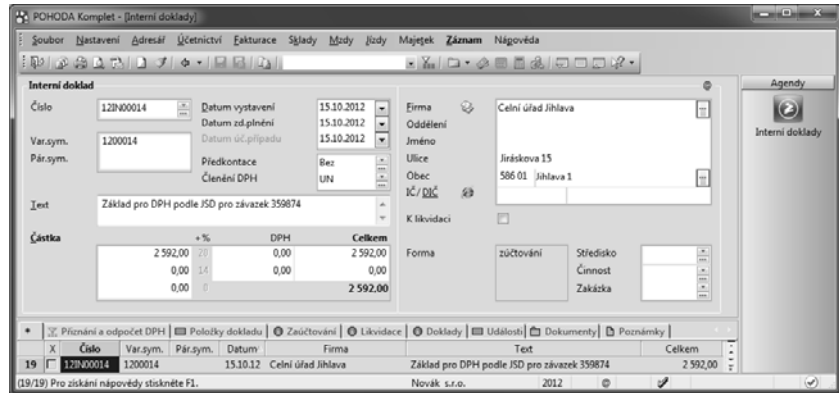 POHODA Komplet - [Interní doklady]
Soubor Nastavení Adresář Účetnictví Fakturace Sklady Mzdy Jízdy Majetek Záznam Nápověda
Interní doklad
Agendy
Interní doklady
Číslo 12IN00014
Datum vystavení 15.10.2012
Datum zd.plnění 15.10.2012
Datum úč.případu 15.10.2012
Var.sym. 1200014
Pár.sym.
Předkontace Bez
Členění DPH UN
Text Základ pro DPH podle JSD pro závazek 359874
Firma Celní úřad Jihlava
Oddělení
Jméno
Ulice Jiráskova 15
Obec 586 01 Jihlava 1
IČ/DIČ
K likvidaci
Částka +% DPH Celkem
2 592,00 20 0,00 2 592,00
0,00 14 0,00 0,00
0,00 0 2 592,00
Forma zúčtování
Středisko
Činnost
Zakázka
* Přiznání a odpočet DPH Položky dokladu Zaúčtování Likvidace Doklady Události Dokumenty Poznámky
X Číslo Var.sym. Pár.sym. Datum Firma Text Celkem
19 12IN00014 1200014 15.10.12 Celní úřad Jihlava Základ pro DPH podle JSD pro závazek 359874 2 592,00
(19/19) Pro získání nápovědy stiskněte F1. Novák s.r.o. 2012 @